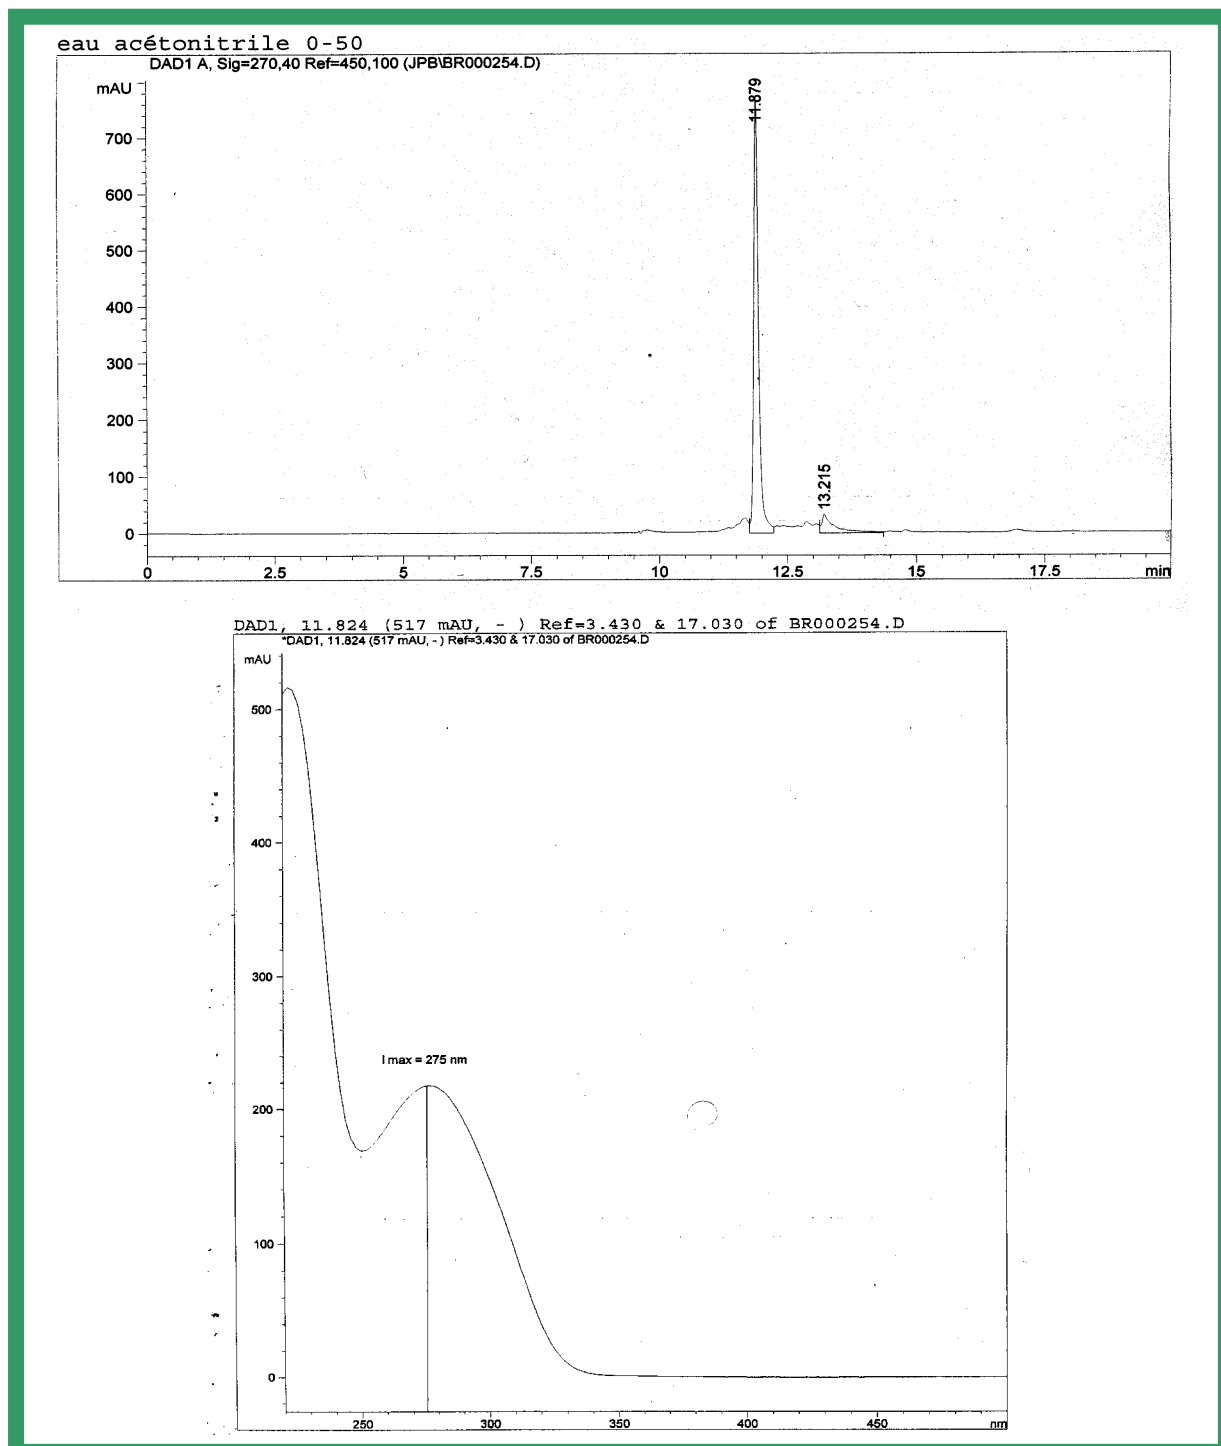 eau acétonitrile 0-50
DAD1 A, Sig=270,40 Ref=450,100 (JPB\BR000254.D)
mAU
700
600
500
400
300
200
100
0
11.879
13.215
0 2.5 5 7.5 10 12.5 15 17.5 min
DAD1, 11.824 (517 mAU, - ) Ref=3.430 & 17.030 of BR000254.D
*DAD1, 11.824 (517 mAU, - ) Ref=3.430 & 17.030 of BR000254.D
mAU
500
400
300
l max = 275 nm
200
100
0
250 300 350 400 450 nm